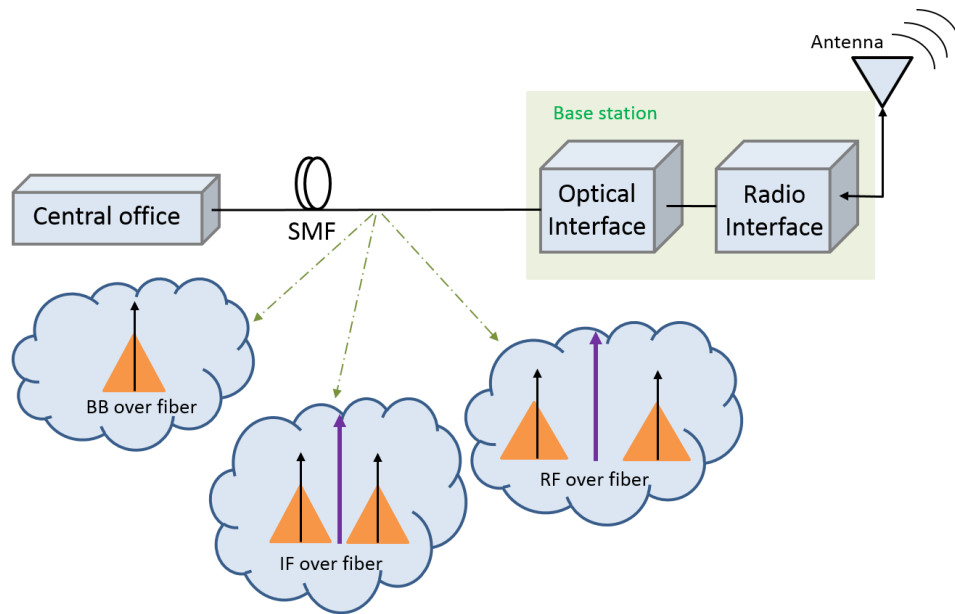 Antenna
Base station
Central office
SMF
Optical
Interface
Radio
Interface
BB over fiber
IF over fiber
RF over fiber